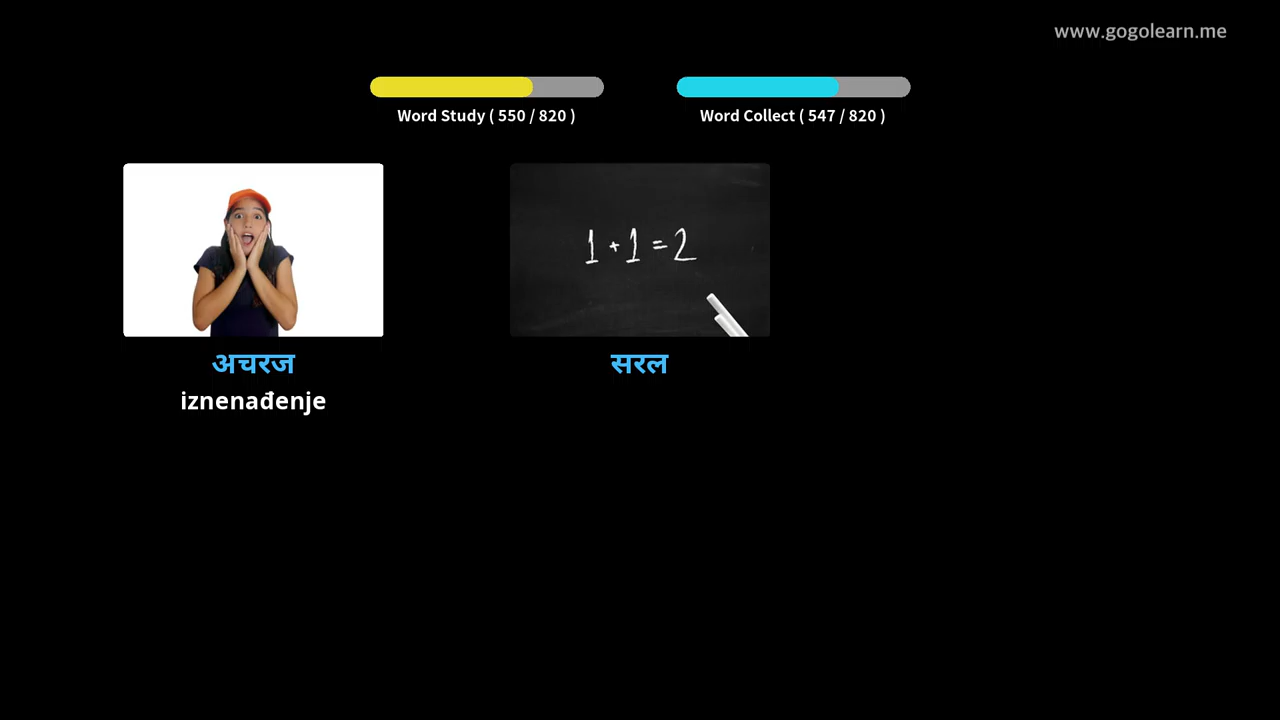 www.gogolearn.me
Word Study ( 550 / 820 )
Word Collect ( 547 / 820 )
1 + 1 = 2
अचरज
सरल
iznenađenje